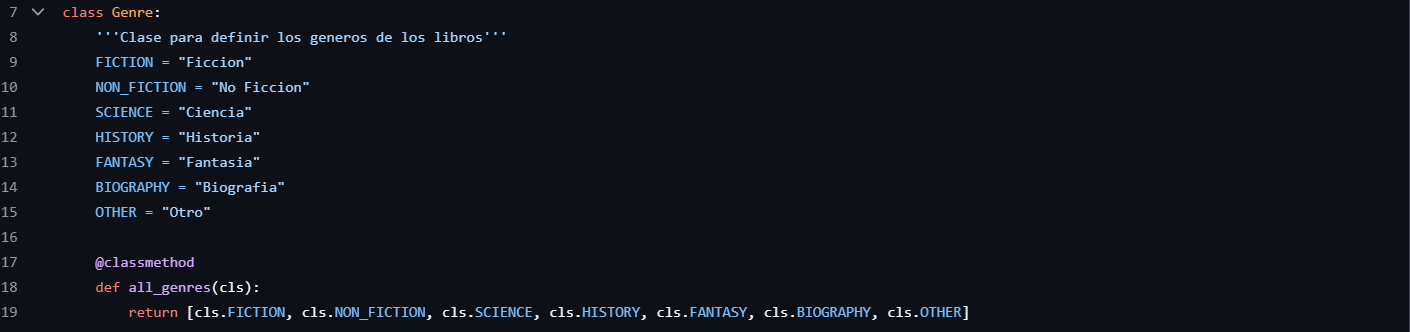 7 class Genre:
8 '''Clase para definir los generos de los libros'''
9 FICTION = "Ficcion"
10 NON_FICTION = "No Ficcion"
11 SCIENCE = "Ciencia"
12 HISTORY = "Historia"
13 FANTASY = "Fantasia"
14 BIOGRAPHY = "Biografia"
15 OTHER = "Otro"
16
17 @classmethod
18 def all_genres(cls):
19 return [cls.FICTION, cls.NON_FICTION, cls.SCIENCE, cls.HISTORY, cls.FANTASY, cls.BIOGRAPHY, cls.OTHER]